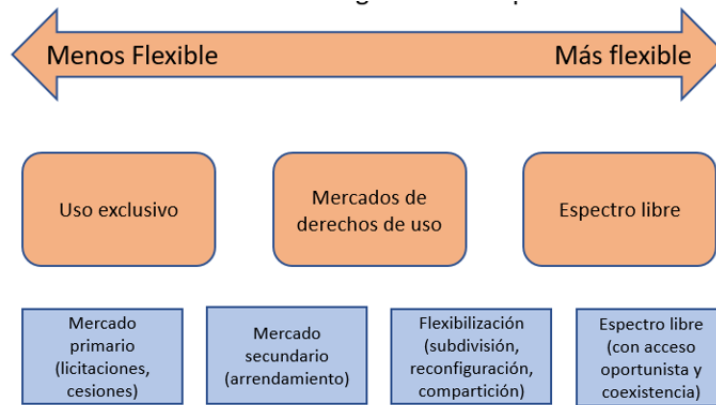 Menos Flexible
Más flexible
Uso exclusivo
Mercados de
derechos de uso
Espectro libre
Mercado
primario
(licitaciones,
cesiones)
Mercado
secundario
(arrendamiento)
Flexibilización
(subdivisión,
reconfiguración,
compartición)
Espectro libre
(con acceso
oportunista y
coexistencia)